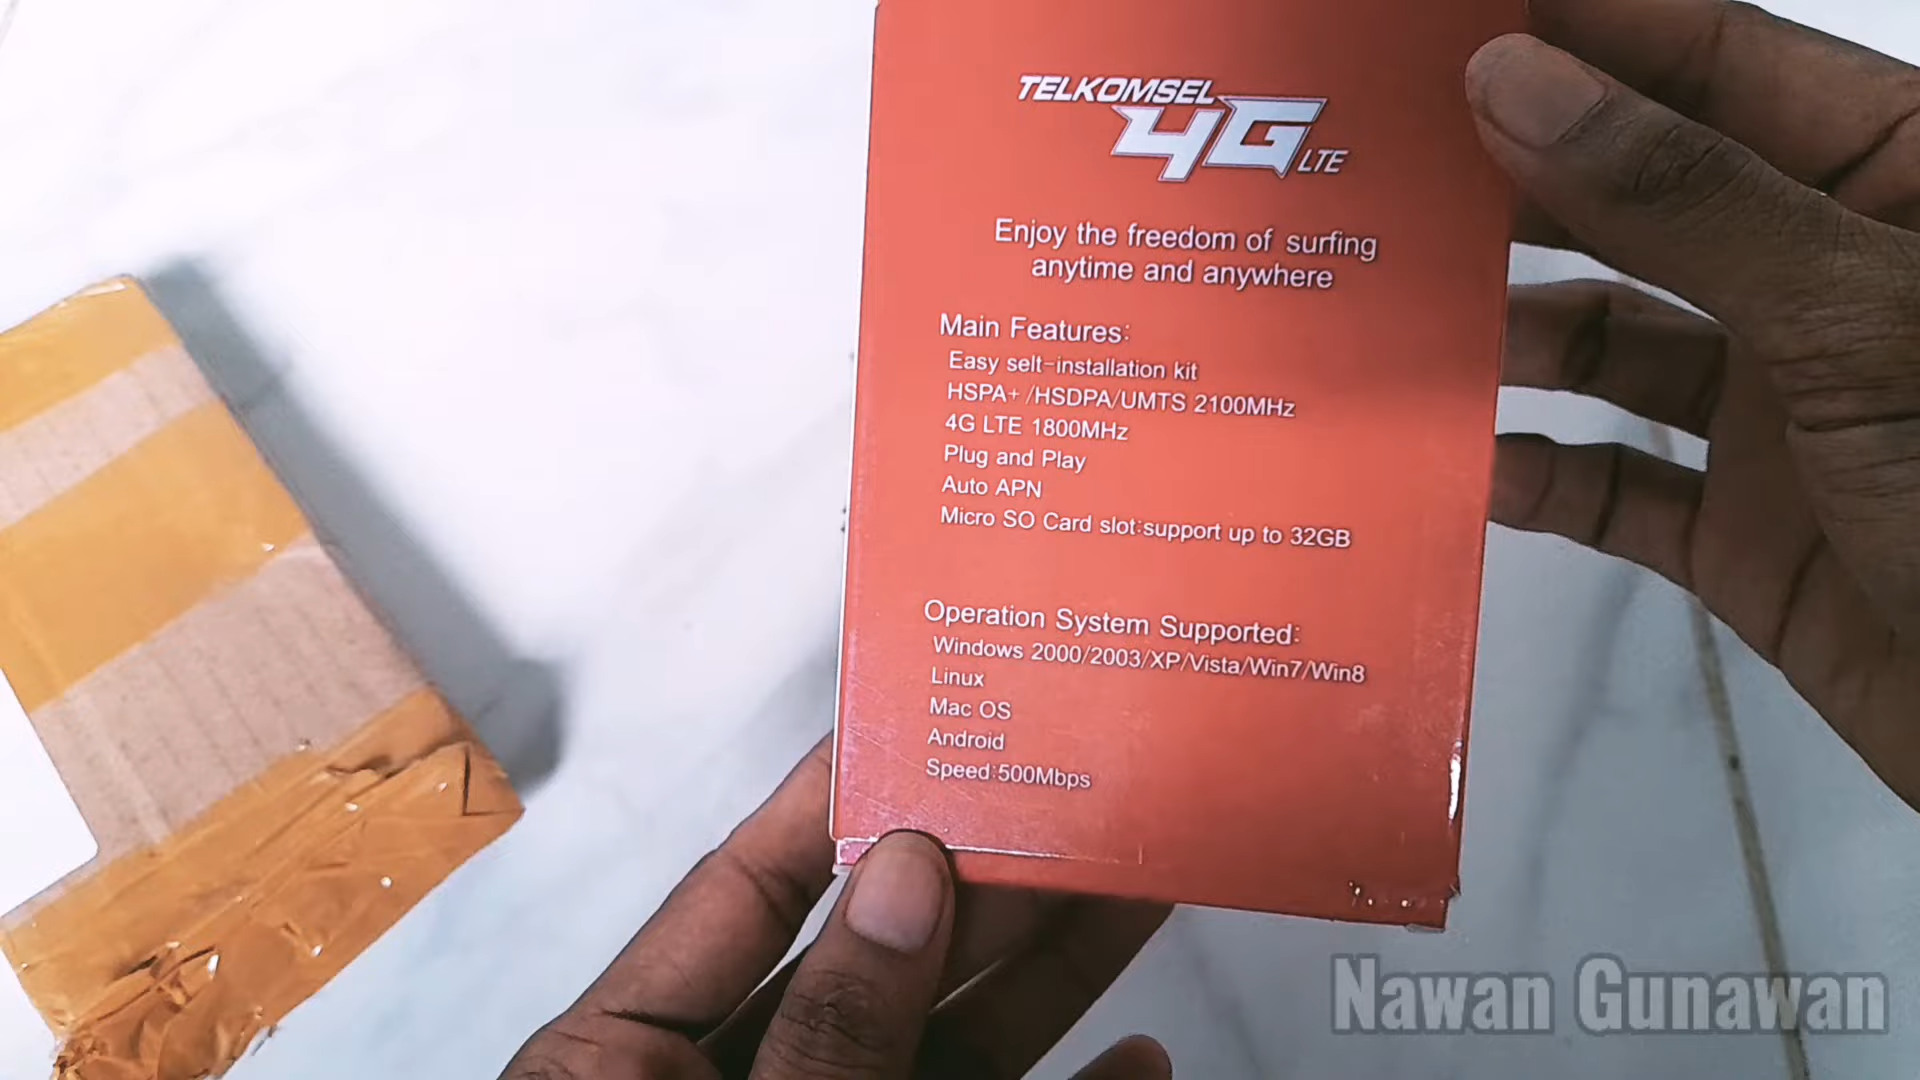 TELKOMSEL
4G LTE
Enjoy the freedom of surfing
anytime and anywhere
Main Features:
Easy selt-installation kit
HSPA+ /HSDPA/UMTS 2100MHz
4G LTE 1800MHz
Plug and Play
Auto APN
Micro SO Card slot:support up to 32GB
Operation System Supported:
Windows 2000/2003/XP/Vista/Win7/Win8
Linux
Mac OS
Android
Speed:500Mbps
Nawan Gunawan